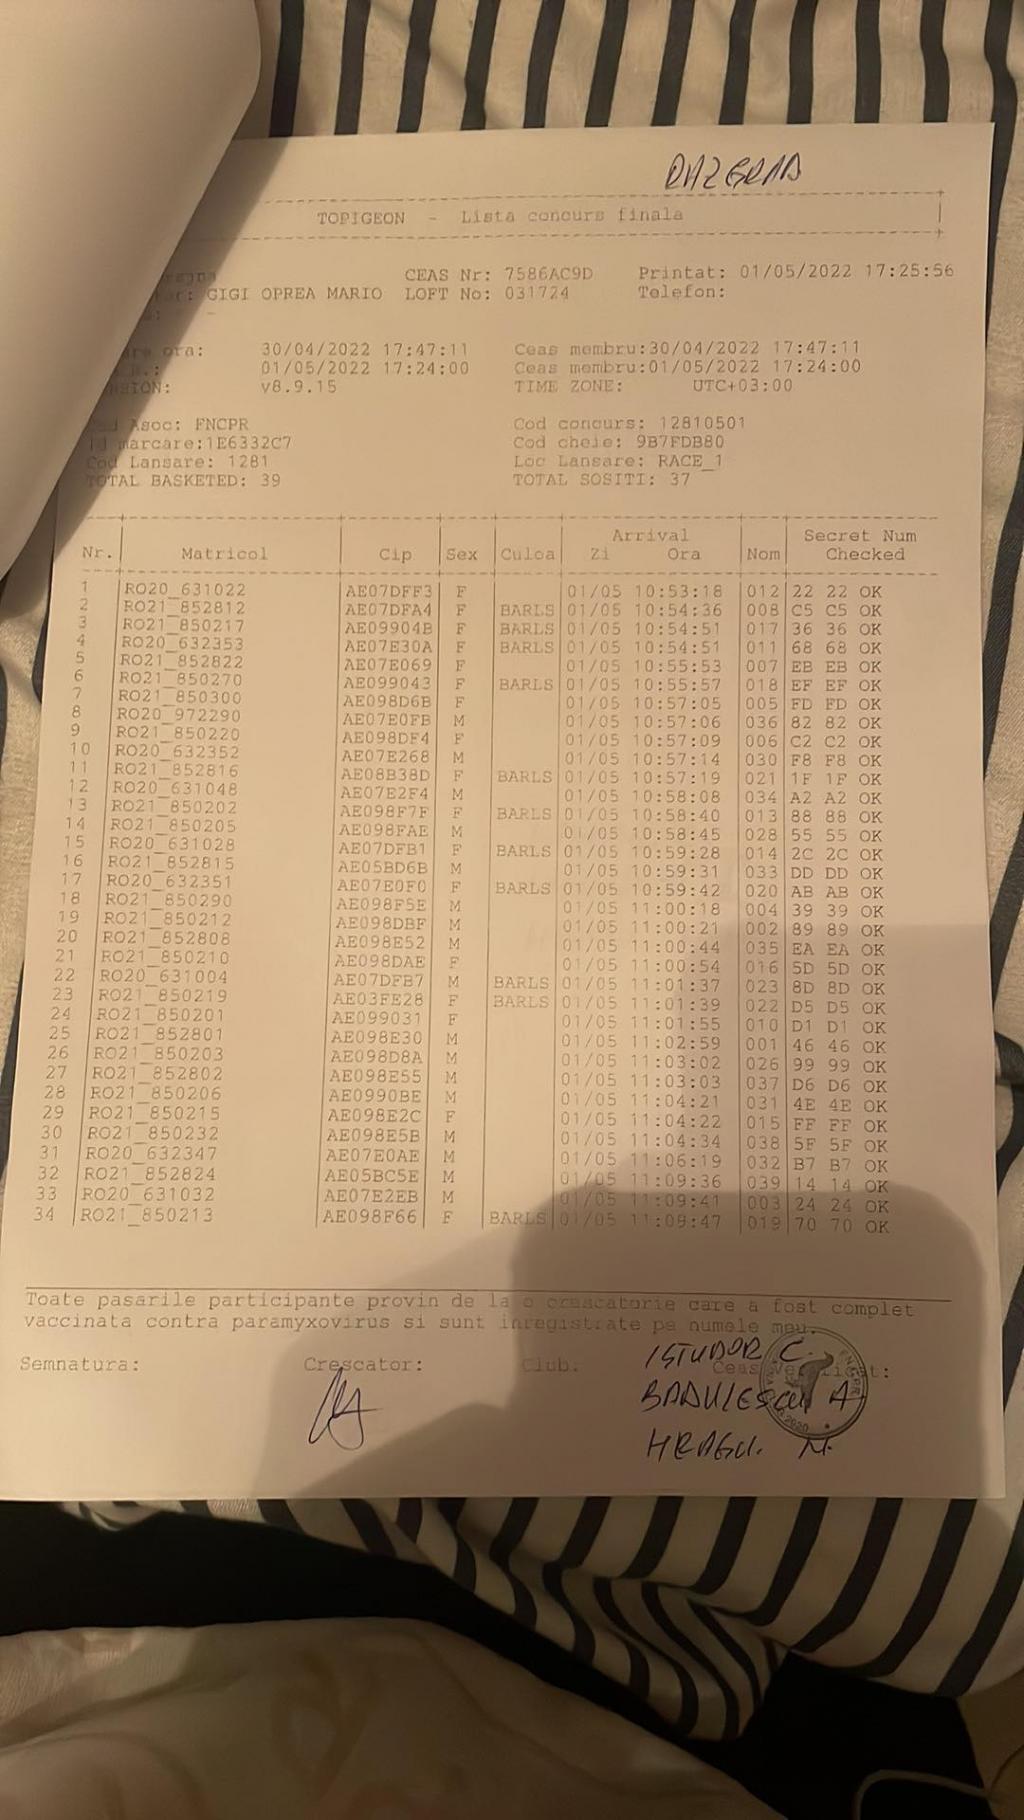 RAZGRAD
TOPIGEON - Lista concurs finala
CEAS Nr: 7586AC9D Printat: 01/05/2022 17:25:56
GIGI OPREA MARIO LOFT No: 031724 Telefon:
ora: 30/04/2022 17:47:11 Ceas membru:30/04/2022 17:47:11
01/05/2022 17:24:00 Ceas membru:01/05/2022 17:24:00
v8.9.15 TIME ZONE: UTC+03:00
Asoc: FNCPR Cod concurs: 12810501
Id marcare:1E6332C7 Cod cheie: 9B7FDB80
Cod Lansare: 1281 Loc Lansare: RACE_1
TOTAL BASKETED: 39 TOTAL SOSITI: 37
Arrival Secret Num
Nr. Matricol Cip Sex Culoa Zi Ora Nom Checked
1 RO20_631022 AE07DFF3 F 01/05 10:53:18 012 22 22 OK
2 RO21_852812 AE07DFA4 F BARLS 01/05 10:54:36 008 C5 C5 OK
3 RO21_850217 AE09904B F BARLS 01/05 10:54:51 017 36 36 OK
4 RO20_632353 AE07E30A F BARLS 01/05 10:54:51 011 68 68 OK
5 RO21_852822 AE07E069 F 01/05 10:55:53 007 EB EB OK
6 RO21_850270 AE099043 F BARLS 01/05 10:55:57 018 EF EF OK
7 RO21_850300 AE098D6B F 01/05 10:57:05 005 FD FD OK
8 RO20_972290 AE07E0FB M 01/05 10:57:06 036 82 82 OK
9 RO21_850220 AE098DF4 F 01/05 10:57:09 006 C2 C2 OK
10 RO20_632352 AE07E268 M 01/05 10:57:14 030 F8 F8 OK
11 RO21_852816 AE08B38D F BARLS 01/05 10:57:19 021 1F 1F OK
12 RO20_631048 AE07E2F4 M 01/05 10:58:08 034 A2 A2 OK
13 RO21_850202 AE098F7F F BARLS 01/05 10:58:40 013 88 88 OK
14 RO21_850205 AE098FAE M 01/05 10:58:45 028 55 55 OK
15 RO20_631028 AE07DFB1 F BARLS 01/05 10:59:28 014 2C 2C OK
16 RO21_852815 AE05BD6B M 01/05 10:59:31 033 DD DD OK
17 RO20_632351 AE07E0F0 F BARLS 01/05 10:59:42 020 AB AB OK
18 RO21_850290 AE098F5E M 01/05 11:00:18 004 39 39 OK
19 RO21_850212 AE098DBF M 01/05 11:00:21 002 89 89 OK
20 RO21_852808 AE098E52 M 01/05 11:00:44 035 EA EA OK
21 RO21_850210 AE098DAE F 01/05 11:00:54 016 5D 5D OK
22 RO20_631004 AE07DFB7 M BARLS 01/05 11:01:37 023 8D 8D OK
23 RO21_850219 AE03FE28 F BARLS 01/05 11:01:39 022 D5 D5 OK
24 RO21_850201 AE099031 F 01/05 11:01:55 010 D1 D1 OK
25 RO21_852801 AE098E30 M 01/05 11:02:59 001 46 46 OK
26 RO21_850203 AE098D8A M 01/05 11:03:02 026 99 99 OK
27 RO21_852802 AE098E55 M 01/05 11:03:03 037 D6 D6 OK
28 RO21_850206 AE0990BE M 01/05 11:04:21 031 4E 4E OK
29 RO21_850215 AE098E2C F 01/05 11:04:22 015 FF FF OK
30 RO21_850232 AE098E5B M 01/05 11:04:34 038 5F 5F OK
31 RO20_632347 AE07E0AE M 01/05 11:06:19 032 B7 B7 OK
32 RO21_852824 AE05BC5E M 01/05 11:09:36 039 14 14 OK
33 RO20_631032 AE07E2EB M 01/05 11:09:41 003 24 24 OK
34 RO21_850213 AE098F66 F BARLS 01/05 11:09:47 019 70 70 OK
Toate pasarile participante provin de la o crescatorie care a fost complet
vaccinata contra paramyxovirus si sunt inregistrate pe numele meu.
Semnatura: Crescator: Club: Ceas
ISTUDOR C.
BADULESCU A